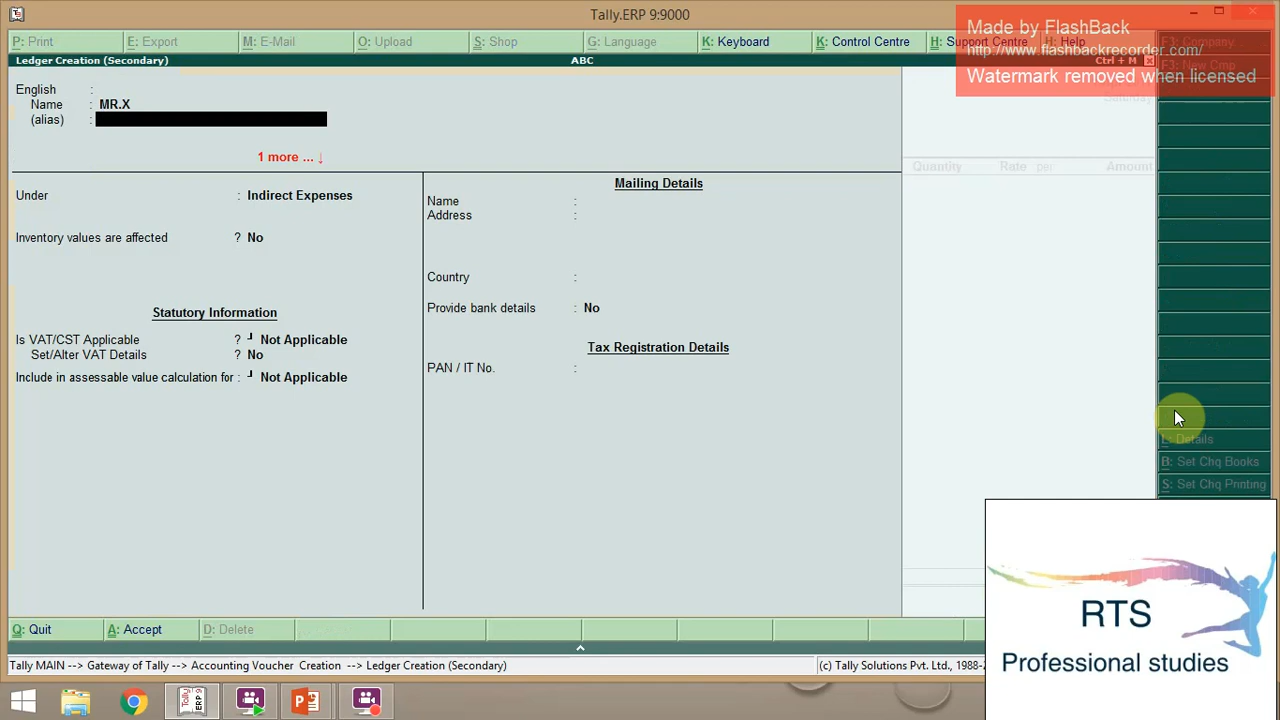 Tally.ERP 9:9000
Made by FlashBack
http://www.flashbackrecorder.com/
Watermark removed when licensed
P: Print E: Export M: E-Mail O: Upload S: Shop G: Language K: Keyboard K: Control Centre H: Support Centre H: Help F3: Company
F3: New Cmp
Ledger Creation (Secondary) ABC Ctrl + M
English :
Name : MR.X
(alias) :
1 more ... ↓
Quantity Rate per Amount
Under : Indirect Expenses
Inventory values are affected ? No
Statutory Information
Is VAT/CST Applicable ? ┘ Not Applicable
Set/Alter VAT Details ? No
Include in assessable value calculation for : ┘ Not Applicable
Mailing Details
Name :
Address :
Country :
Provide bank details : No
Tax Registration Details
PAN / IT No. :
L: Details
B: Set Chq Books
S: Set Chq Printing
Q: Quit A: Accept D: Delete
Tally MAIN --> Gateway of Tally --> Accounting Voucher Creation --> Ledger Creation (Secondary) (c) Tally Solutions Pvt. Ltd., 1988-
RTS
Professional studies